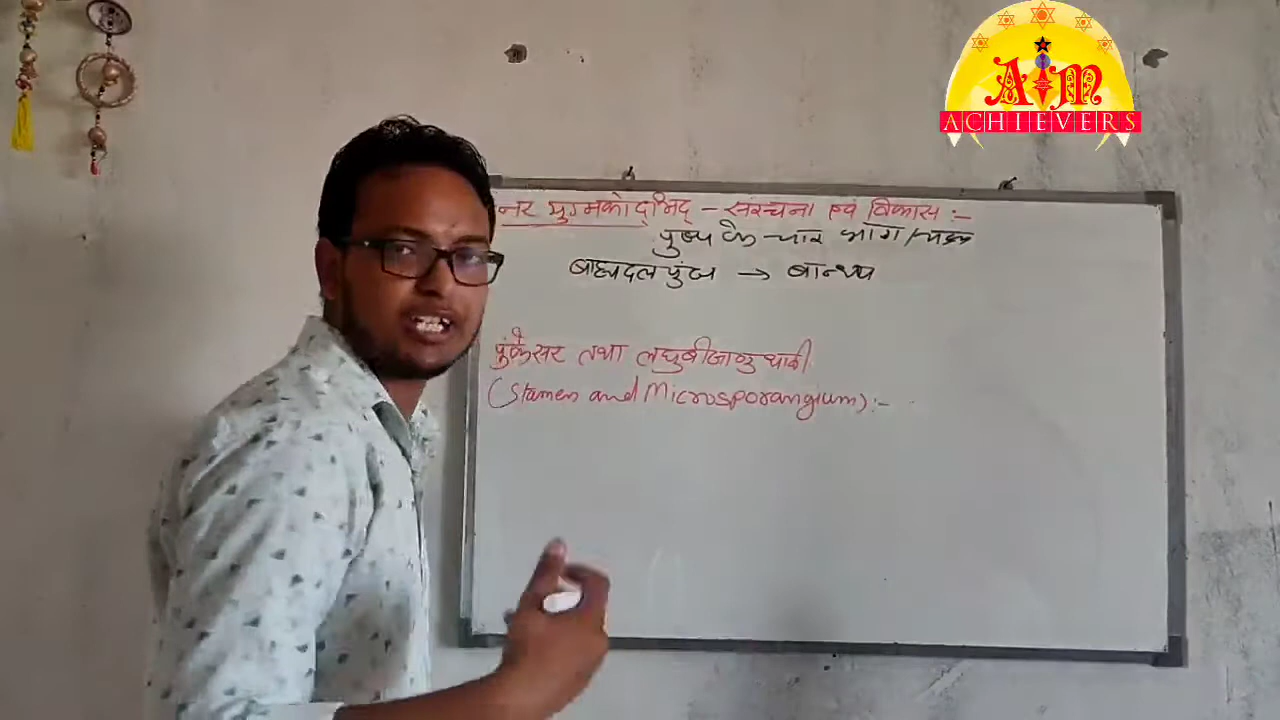 AIM
ACHIEVERS
नर युग्मकोद्भिद् - संरचना एवं विकास :-
पुष्प के चार भाग/चक्र
बाह्यदलपुंज → बान्ध्य
पुंकेसर तथा लघुबीजाणुधानी
(Stamen and Microsporangium) :-